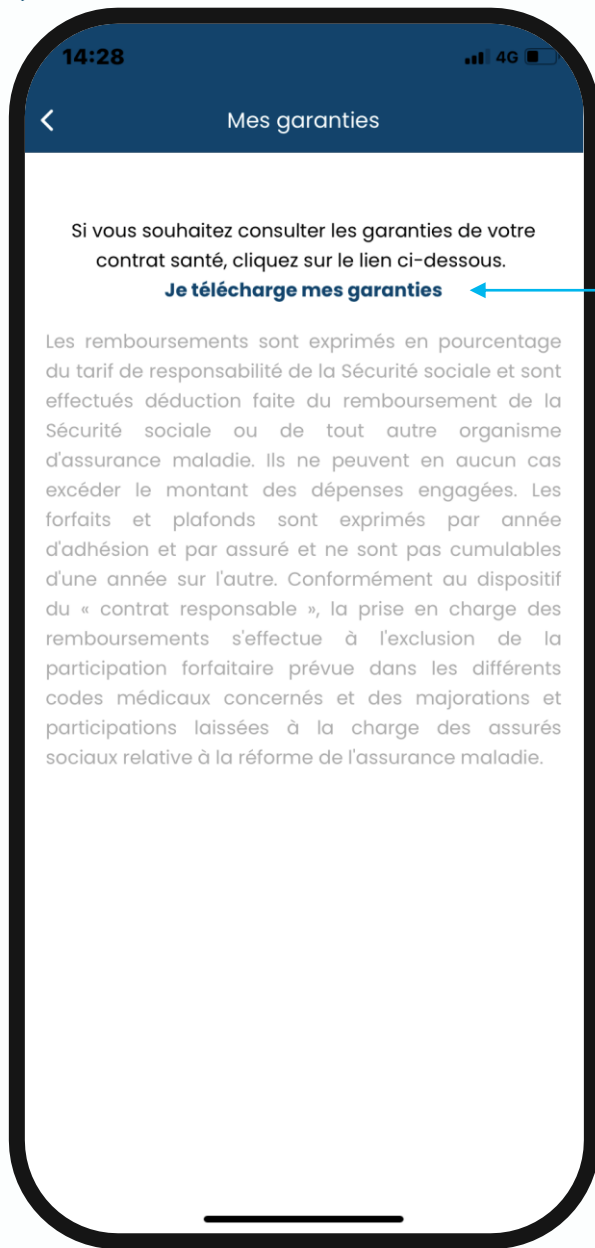 14:28 4G
Mes garanties
Si vous souhaitez consulter les garanties de votre
contrat santé, cliquez sur le lien ci-dessous.
Je télécharge mes garanties
Les remboursements sont exprimés en pourcentage
du tarif de responsabilité de la Sécurité sociale et sont
effectués déduction faite du remboursement de la
Sécurité sociale ou de tout autre organisme
d'assurance maladie. Ils ne peuvent en aucun cas
excéder le montant des dépenses engagées. Les
forfaits et plafonds sont exprimés par année
d'adhésion et par assuré et ne sont pas cumulables
d'une année sur l'autre. Conformément au dispositif
du « contrat responsable », la prise en charge des
remboursements s'effectue à l'exclusion de la
participation forfaitaire prévue dans les différents
codes médicaux concernés et des majorations et
participations laissées à la charge des assurés
sociaux relative à la réforme de l'assurance maladie.